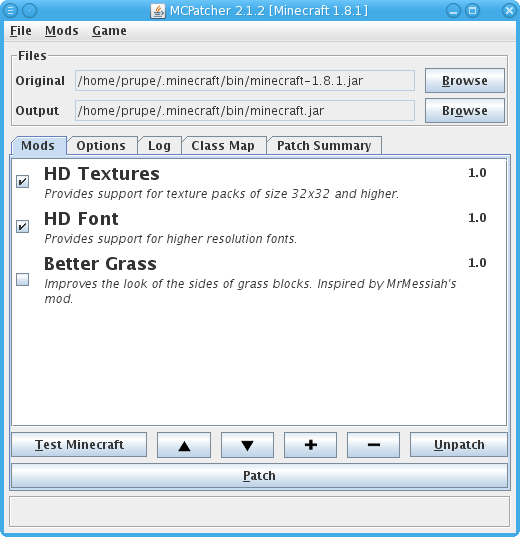 MCPatcher 2.1.2 [Minecraft 1.8.1]
File Mods Game
Files
Original /home/prupe/.minecraft/bin/minecraft-1.8.1.jar Browse
Output /home/prupe/.minecraft/bin/minecraft.jar Browse
Mods Options Log Class Map Patch Summary
HD Textures 1.0
Provides support for texture packs of size 32x32 and higher.
HD Font 1.0
Provides support for higher resolution fonts.
Better Grass 1.0
Improves the look of the sides of grass blocks. Inspired by MrMessiah's
mod.
Test Minecraft Unpatch
Patch